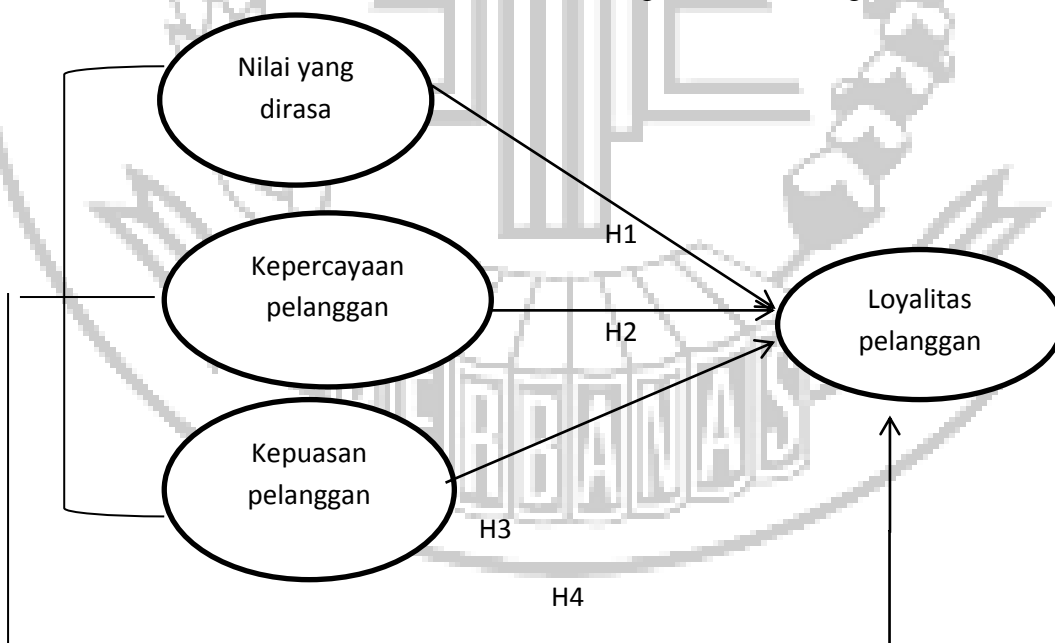 Nilai yang
dirasa
H1
Kepercayaan
pelanggan
H2
Loyalitas
pelanggan
Kepuasan
pelanggan
H3
H4